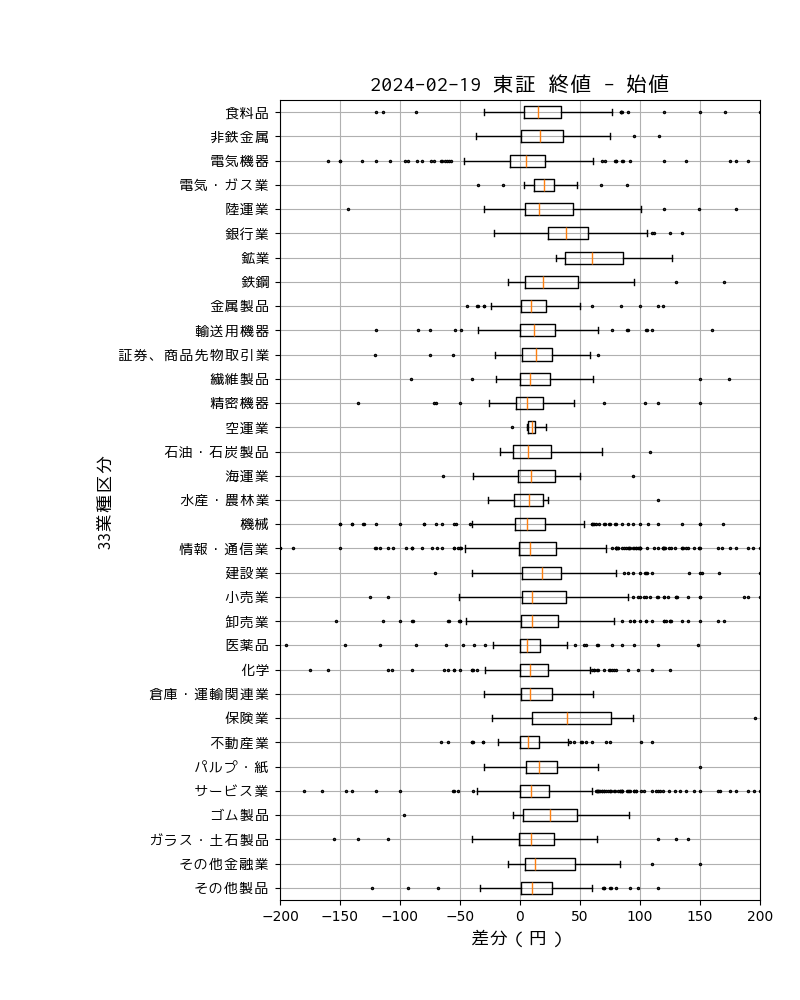 2024-02-19 東証 終値 - 始値
食料品
非鉄金属
電気機器
電気・ガス業
陸運業
銀行業
鉱業
鉄鋼
金属製品
輸送用機器
証券、商品先物取引業
繊維製品
精密機器
空運業
石油・石炭製品
海運業
水産・農林業
機械
情報・通信業
建設業
小売業
卸売業
医薬品
化学
倉庫・運輸関連業
保険業
不動産業
パルプ・紙
サービス業
ゴム製品
ガラス・土石製品
その他金融業
その他製品
33業種区分
−200 −150 −100 −50 0 50 100 150 200
差分 ( 円 )